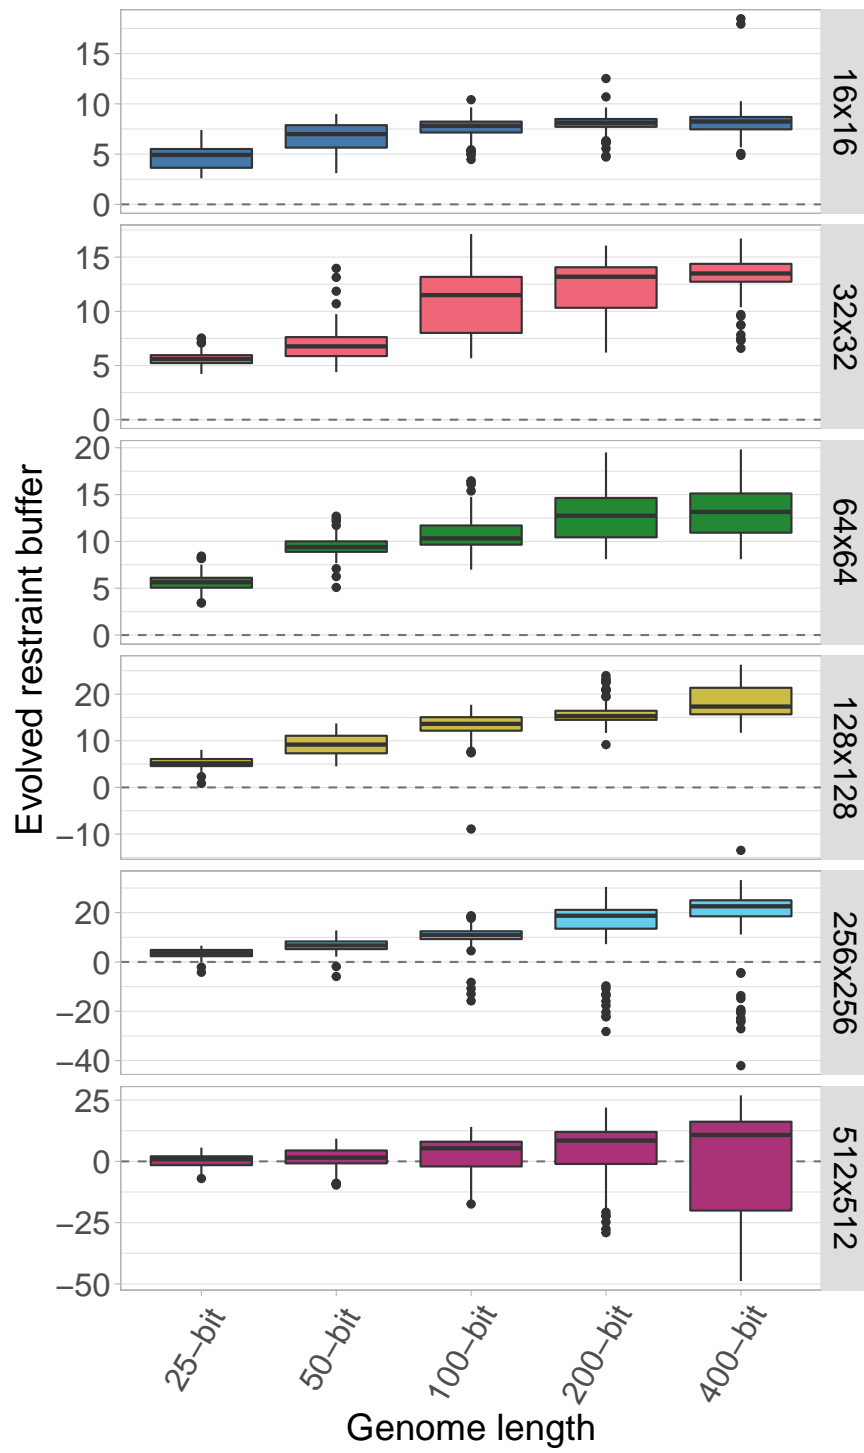 Evolved restraint buffer
15
10
5
0
16x16
15
10
5
0
32x32
20
15
10
5
0
64x64
20
10
0
−10
128x128
20
0
−20
−40
256x256
25
0
−25
−50
512x512
25−bit
50−bit
100−bit
200−bit
400−bit
Genome length